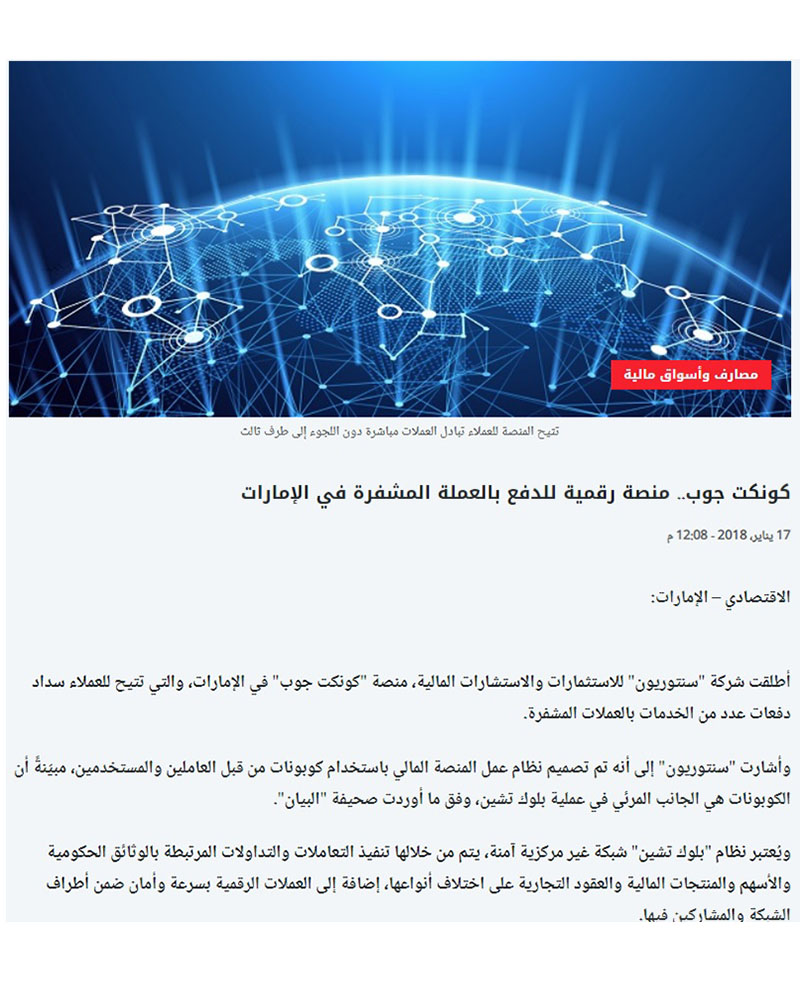 مصارف وأسواق مالية
تتيح المنصة للعملاء تبادل العملات مباشرة دون اللجوء إلى طرف ثالث
كونكت جوب.. منصة رقمية للدفع بالعملة المشفرة في الإمارات
17 يناير، 2018 - 12:08 م
الاقتصادي – الإمارات:
أطلقت شركة "سنتوريون" للاستثمارات والاستشارات المالية، منصة "كونكت جوب" في الإمارات، والتي تتيح للعملاء سداد
دفعات عدد من الخدمات بالعملات المشفرة.
وأشارت "سنتوريون" إلى أنه تم تصميم نظام عمل المنصة المالي باستخدام كوبونات من قبل العاملين والمستخدمين، مبيَنةً أن
الكوبونات هي الجانب المرئي في عملية بلوك تشين، وفق ما أوردت صحيفة "البيان".
ويُعتبر نظام "بلوك تشين" شبكة غير مركزية آمنة، يتم من خلالها تنفيذ التعاملات والتداولات المرتبطة بالوثائق الحكومية
والأسهم والمنتجات المالية والعقود التجارية على اختلاف أنواعها، إضافة إلى العملات الرقمية بسرعة وأمان ضمن أطراف
الشبكة والمشاركين فيها.